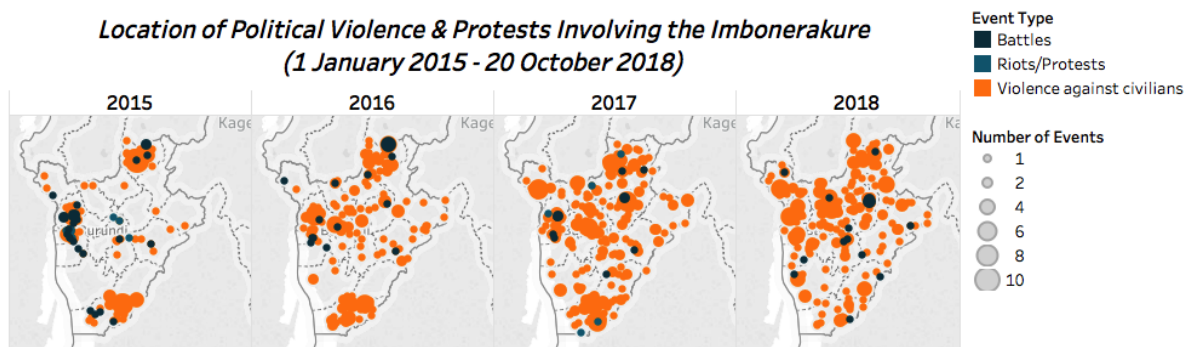 Location of Political Violence & Protests Involving the Imbonerakure
(1 January 2015 - 20 October 2018)
2015
2016
2017
2018
Kage
Kage
Kage
Ka
urundi
Event Type
Battles
Riots/Protests
Violence against civilians
Number of Events
1
2
4
6
8
10